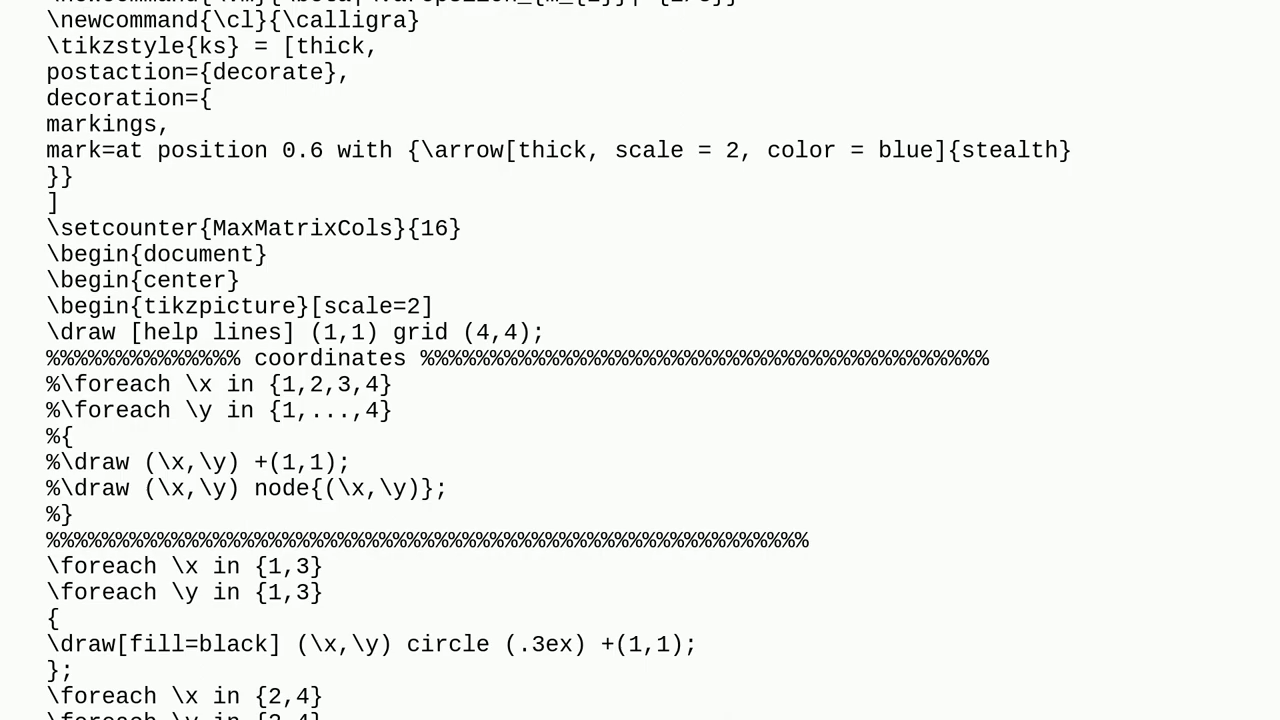 \newcommand{\cl}{\calligra}
\tikzstyle{ks} = [thick,
postaction={decorate},
decoration={
markings,
mark=at position 0.6 with {\arrow[thick, scale = 2, color = blue]{stealth}
}}
]
\setcounter{MaxMatrixCols}{16}
\begin{document}
\begin{center}
\begin{tikzpicture}[scale=2]
\draw [help lines] (1,1) grid (4,4);
%%%%%%%%%%%%%% coordinates %%%%%%%%%%%%%%%%%%%%%%%%%%%%%%%%%%%%%%%%%
%\foreach \x in {1,2,3,4}
%\foreach \y in {1,...,4}
%{
%\draw (\x,\y) +(1,1);
%\draw (\x,\y) node{(\x,\y)};
%}
%%%%%%%%%%%%%%%%%%%%%%%%%%%%%%%%%%%%%%%%%%%%%%%%%%%%%%%
\foreach \x in {1,3}
\foreach \y in {1,3}
{
\draw[fill=black] (\x,\y) circle (.3ex) +(1,1);
};
\foreach \x in {2,4}